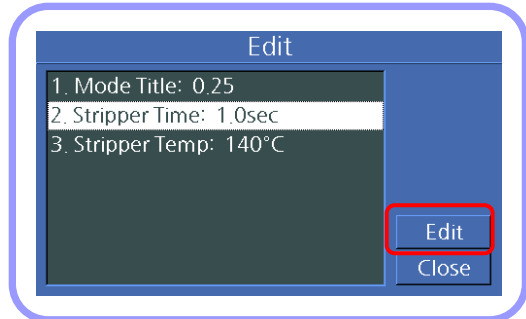 Edit
1. Mode Title: 0.25
2. Stripper Time: 1.0sec
3. Stripper Temp: 140°C
Edit
Close